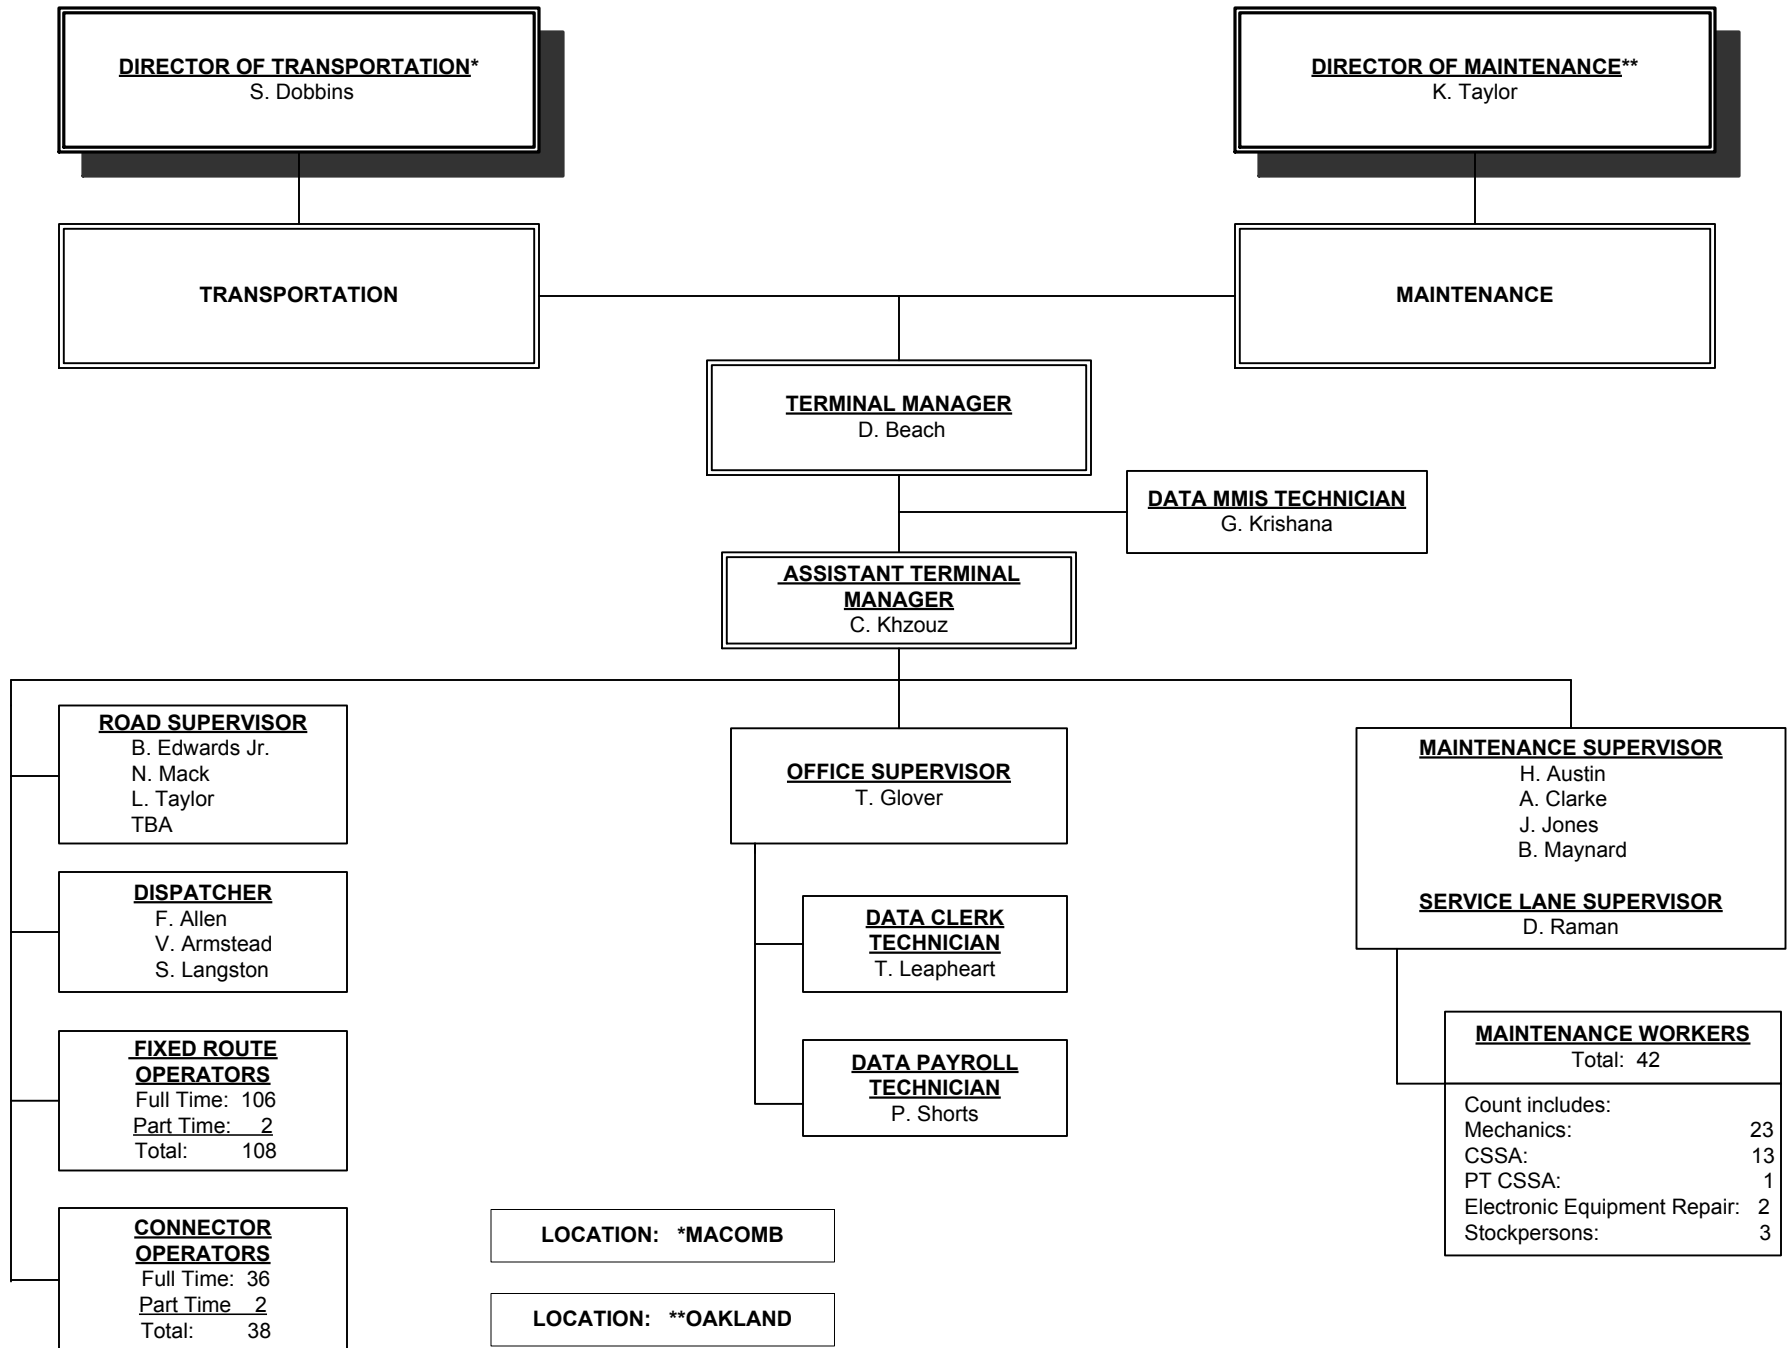 DIRECTOR OF TRANSPORTATION*
S. Dobbins
DIRECTOR OF MAINTENANCE**
K. Taylor
TRANSPORTATION
MAINTENANCE
TERMINAL MANAGER
D. Beach
DATA MMIS TECHNICIAN
G. Krishana
ASSISTANT TERMINAL
MANAGER
C. Khzouz
ROAD SUPERVISOR
B. Edwards Jr.
N. Mack
L. Taylor
TBA
DISPATCHER
F. Allen
V. Armstead
S. Langston
FIXED ROUTE
OPERATORS
Full Time: 106
Part Time: 2
Total: 108
CONNECTOR
OPERATORS
Full Time: 36
Part Time 2
Total: 38
OFFICE SUPERVISOR
T. Glover
DATA CLERK
TECHNICIAN
T. Leapheart
DATA PAYROLL
TECHNICIAN
P. Shorts
LOCATION: *MACOMB
LOCATION: **OAKLAND
MAINTENANCE SUPERVISOR
H. Austin
A. Clarke
J. Jones
B. Maynard
SERVICE LANE SUPERVISOR
D. Raman
MAINTENANCE WORKERS
Total: 42
Count includes:
Mechanics: 23
CSSA: 13
PT CSSA: 1
Electronic Equipment Repair: 2
Stockpersons: 3